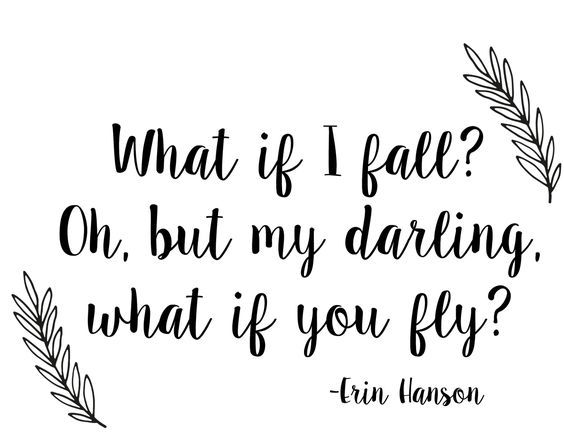 What if I fall?
Oh, but my darling,
what if you fly?
-Erin Hanson